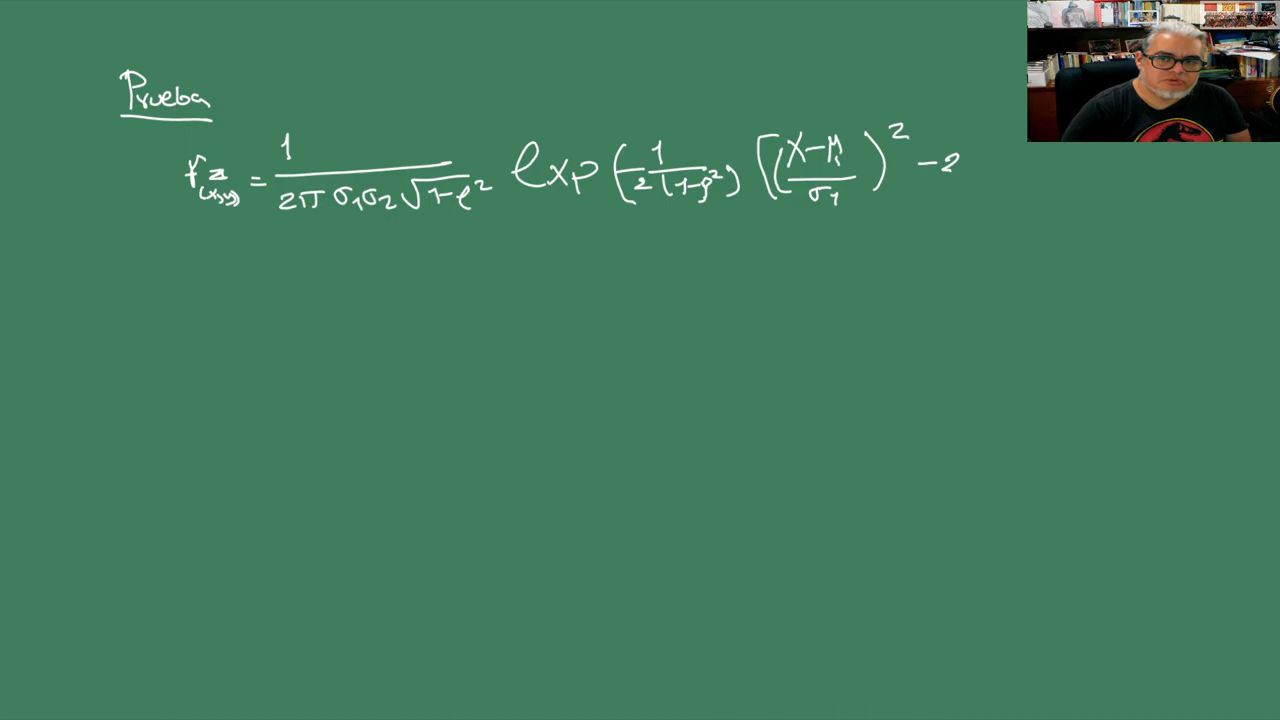 Prueba
f_Z(x,y) = 1/(2π σ1 σ2 √(1-ρ²)) exp(-1/(2(1-ρ²)) [((X-μ1)/σ1)² - 2